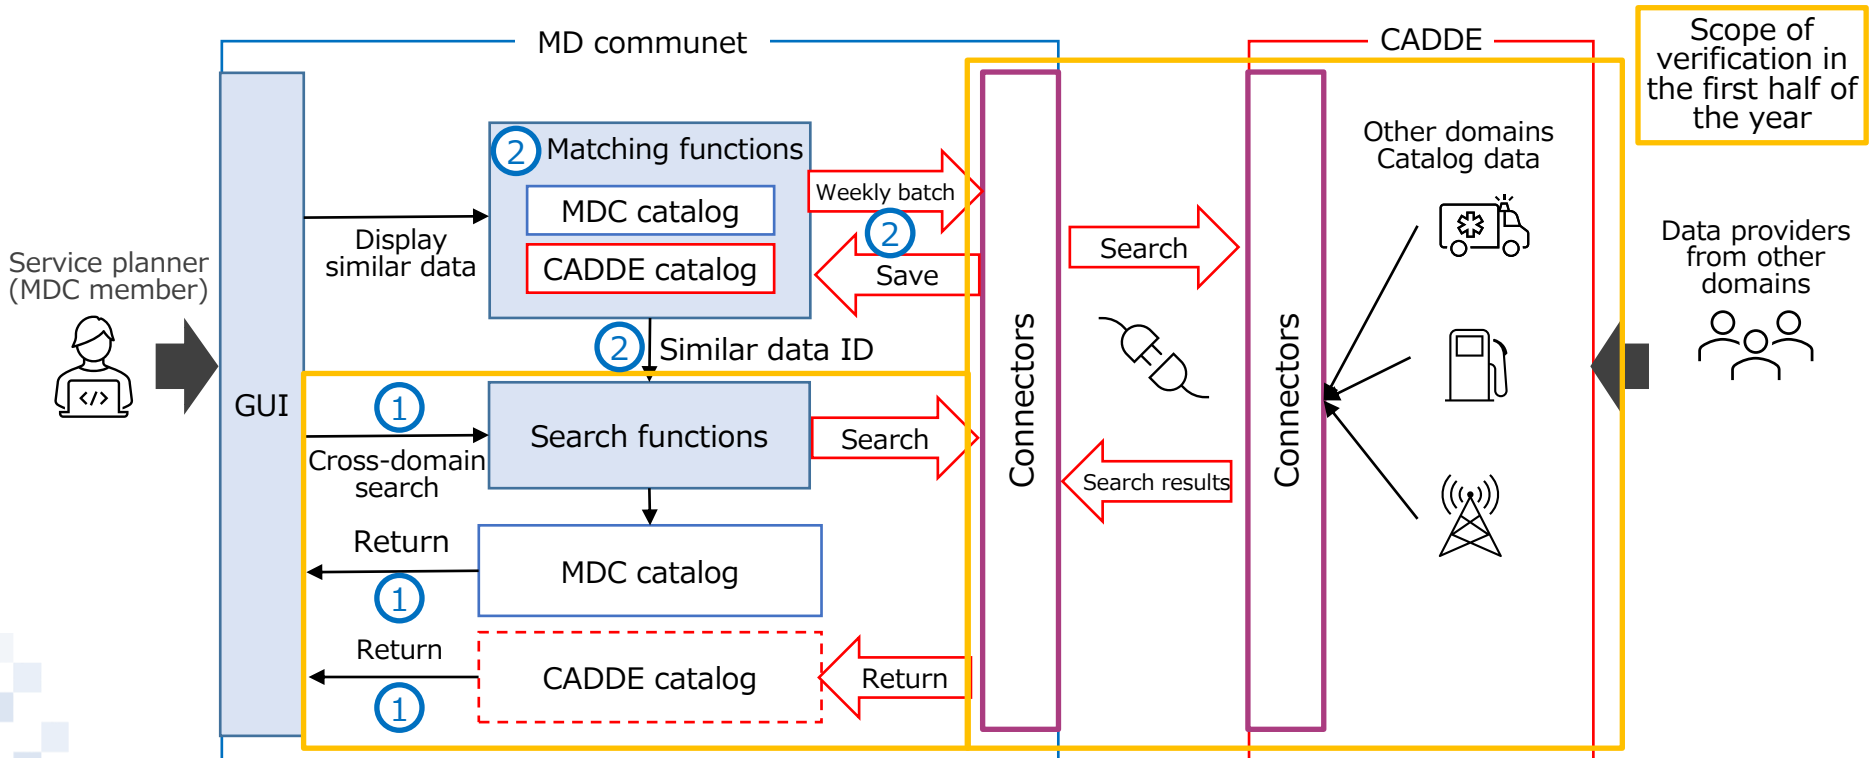 MD communet
CADDE
Scope of
verification in
the first half of
the year
Service planner
(MDC member)
GUI
Display
similar data
2
Matching functions
MDC catalog
CADDE catalog
Weekly batch
2
Save
2
Similar data ID
1
Cross-domain
search
Search functions
Search
Return
1
MDC catalog
Return
1
CADDE catalog
Return
Connectors
Search
Search results
Connectors
Other domains
Catalog data
Data providers
from other
domains